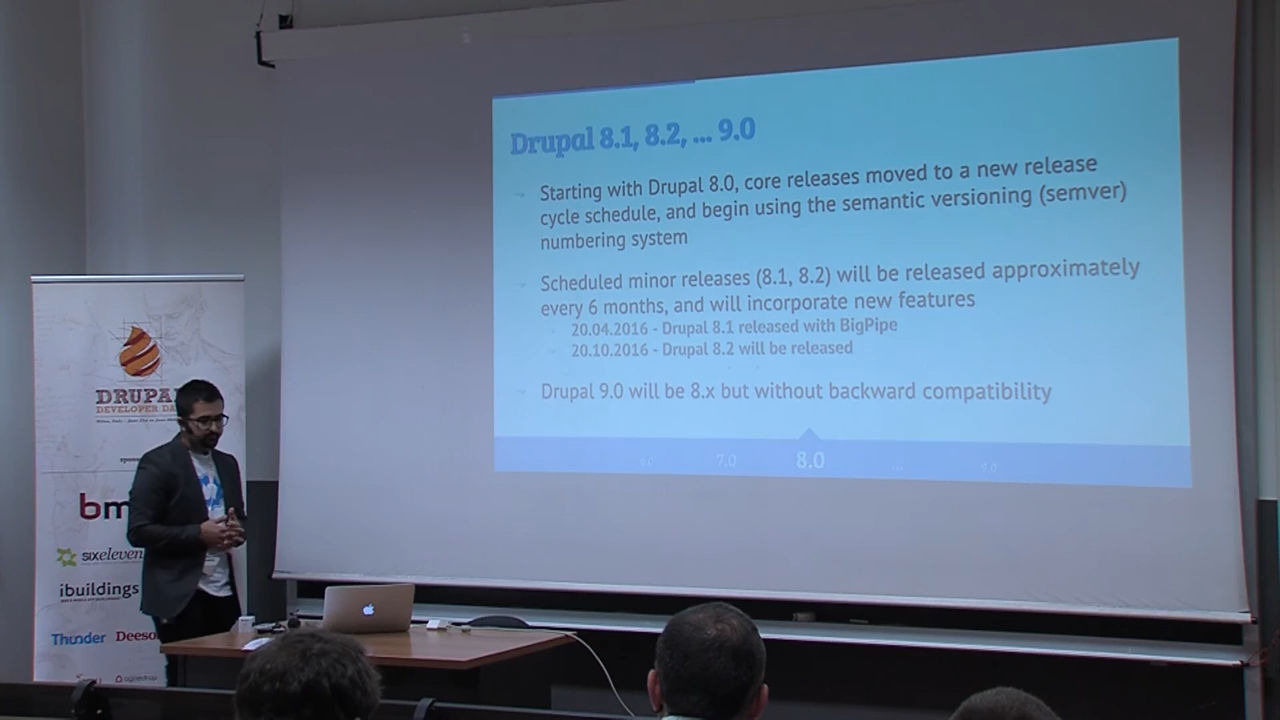 Drupal 8.1, 8.2, ... 9.0
Starting with Drupal 8.0, core releases moved to a new release
cycle schedule, and begin using the semantic versioning (semver)
numbering system
Scheduled minor releases (8.1, 8.2) will be released approximately
every 6 months, and will incorporate new features
20.04.2016 - Drupal 8.1 released with BigPipe
20.10.2016 - Drupal 8.2 will be released
Drupal 9.0 will be 8.x but without backward compatibility
7.0 8.0 ... 9.0
DRUPA
DEVELOPER DA
bm
sixeleven
ibuildings
Thunder Deeso